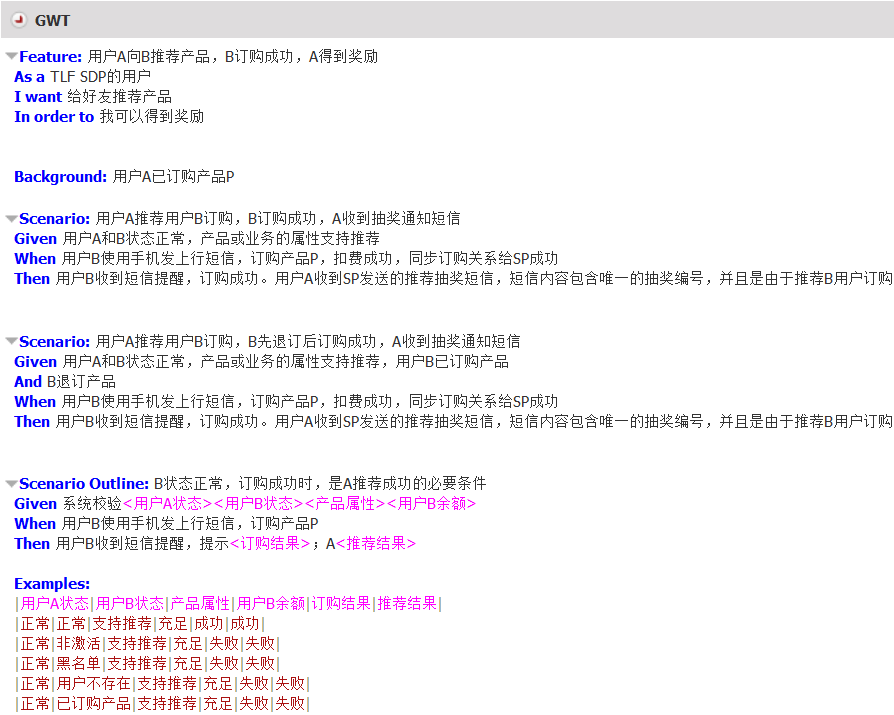 GWT
Feature: 用户A向B推荐产品，B订购成功，A得到奖励
As a TLF SDP的用户
I want 给好友推荐产品
In order to 我可以得到奖励
Background: 用户A已订购产品P
Scenario: 用户A推荐用户B订购，B订购成功，A收到抽奖通知短信
Given 用户A和B状态正常，产品或业务的属性支持推荐
When 用户B使用手机发上行短信，订购产品P，扣费成功，同步订购关系给SP成功
Then 用户B收到短信提醒，订购成功。用户A收到SP发送的推荐抽奖短信，短信内容包含唯一的抽奖编号，并且是由于推荐B用户订购
Scenario: 用户A推荐用户B订购，B先退订后订购成功，A收到抽奖通知短信
Given 用户A和B状态正常，产品或业务的属性支持推荐，用户B已订购产品
And B退订产品
When 用户B使用手机发上行短信，订购产品P，扣费成功，同步订购关系给SP成功
Then 用户B收到短信提醒，订购成功。用户A收到SP发送的推荐抽奖短信，短信内容包含唯一的抽奖编号，并且是由于推荐B用户订购
Scenario Outline: B状态正常，订购成功时，是A推荐成功的必要条件
Given 系统校验<用户A状态><用户B状态><产品属性><用户B余额>
When 用户B使用手机发上行短信，订购产品P
Then 用户B收到短信提醒，提示<订购结果>；A<推荐结果>
Examples:
|用户A状态|用户B状态|产品属性|用户B余额|订购结果|推荐结果|
|正常|正常|支持推荐|充足|成功|成功|
|正常|非激活|支持推荐|充足|失败|失败|
|正常|黑名单|支持推荐|充足|失败|失败|
|正常|用户不存在|支持推荐|充足|失败|失败|
|正常|已订购产品|支持推荐|充足|失败|失败|